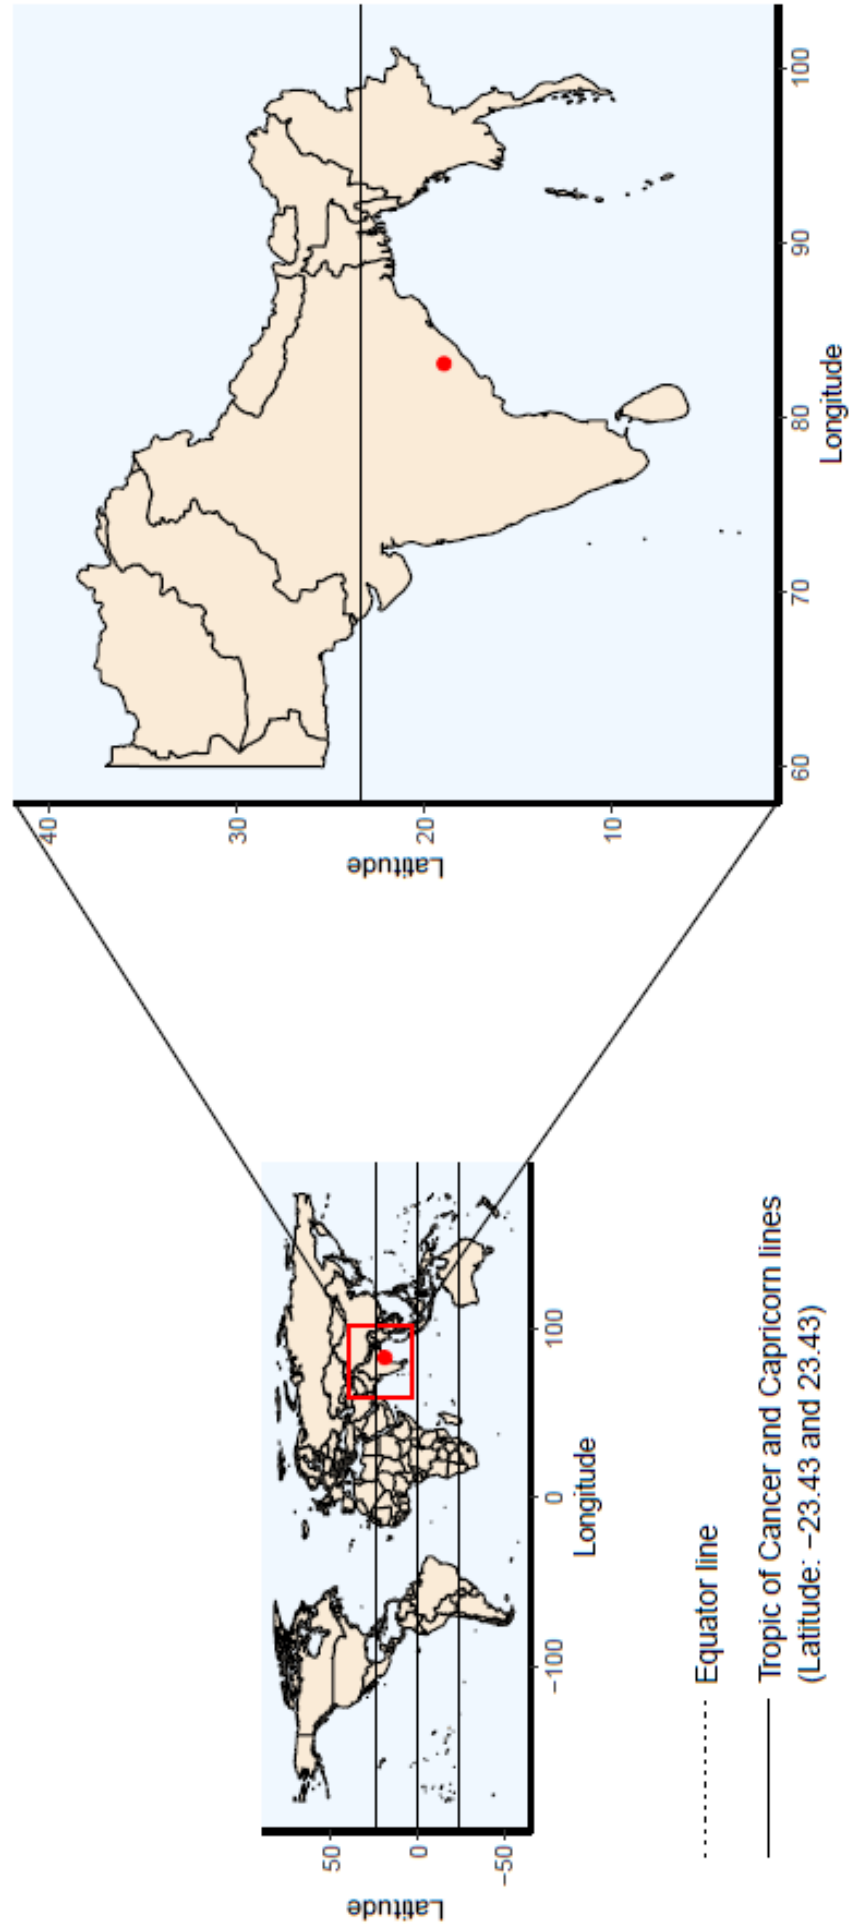 Latitude
50
0
−50
−100
0
100
Longitude
Equator line
Tropic of Cancer and Capricorn lines
(Latitude: −23.43 and 23.43)
Latitude
40
30
20
10
60
70
80
90
100
Longitude